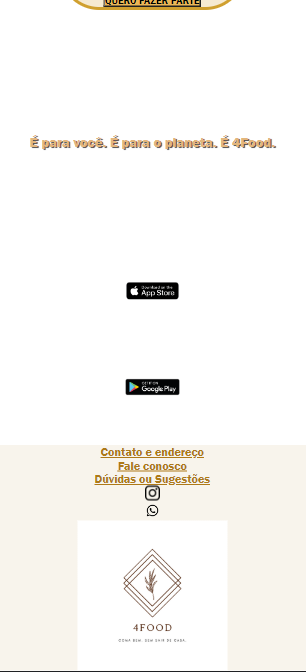 QUERO FAZER PARTE
É para você. É para o planeta. É 4Food.
Download on the
App Store
GET IT ON
Google Play
Contato e endereço
Fale conosco
Dúvidas ou Sugestões
4FOOD
COMA BEM, SEM SAIR DE CASA.